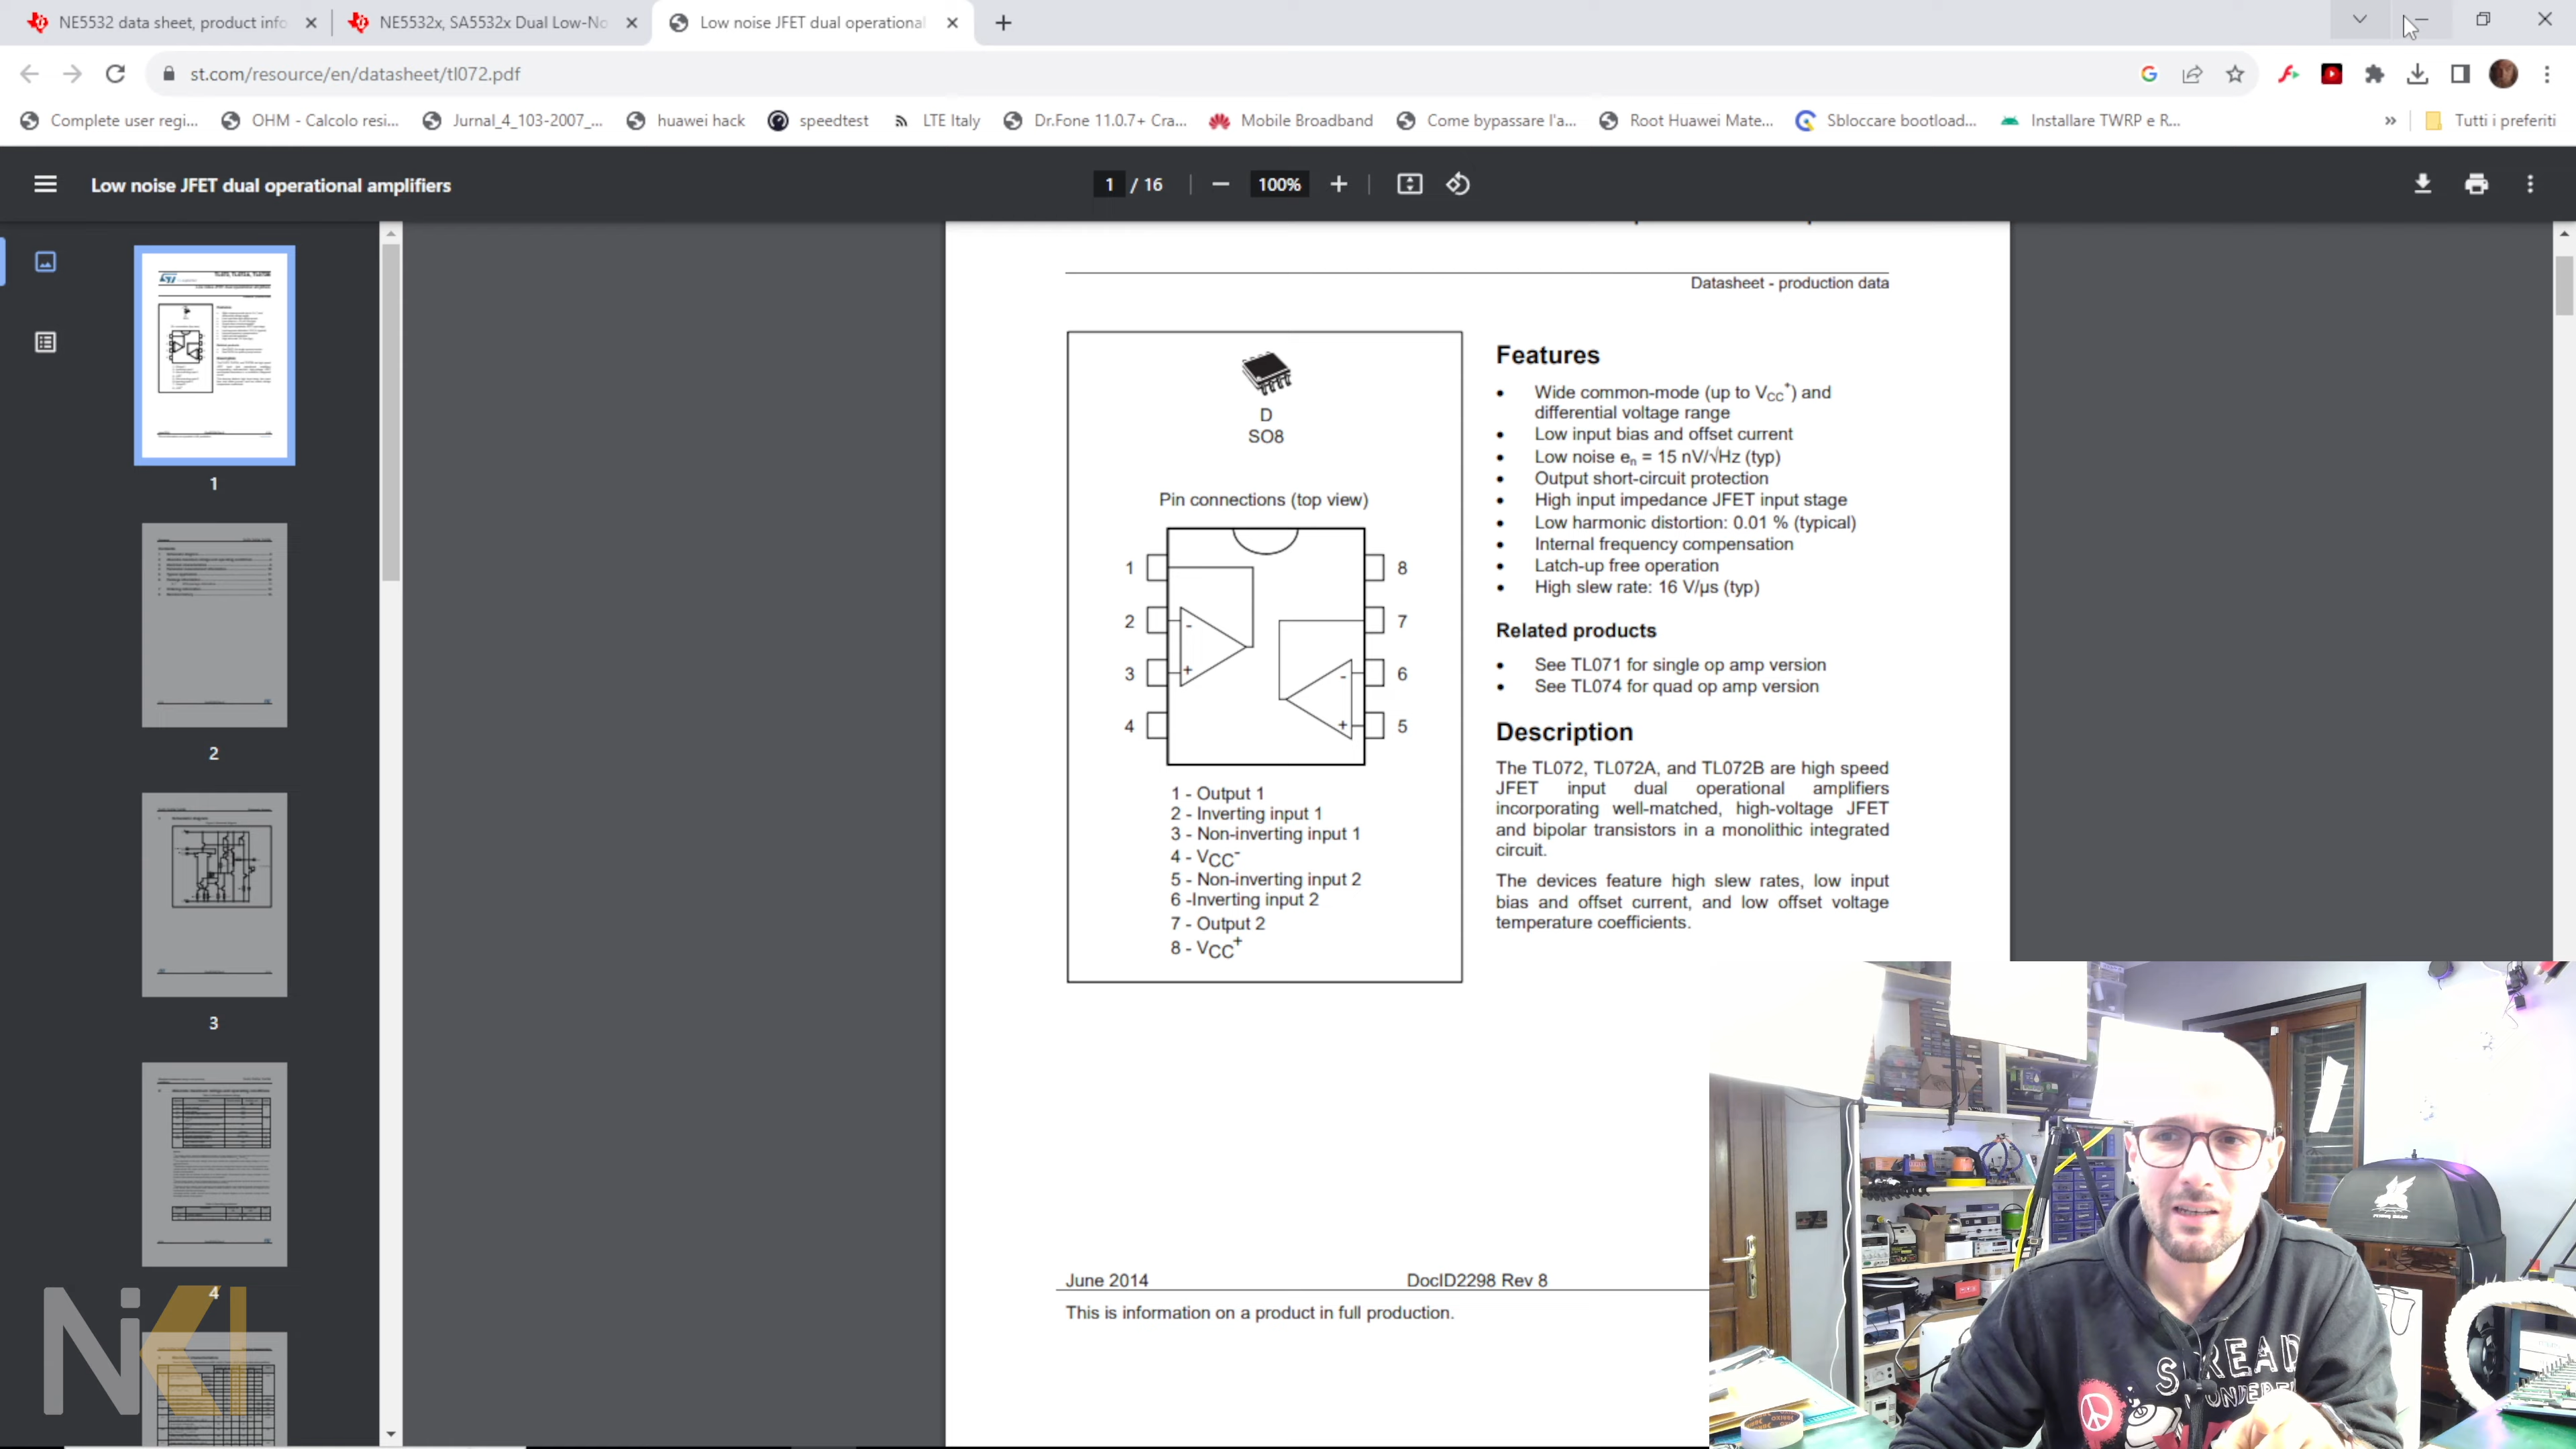 NE5532 data sheet, product info
NE5532x, SA5532x Dual Low-No
Low noise JFET dual operational
st.com/resource/en/datasheet/tl072.pdf
Complete user regi...
OHM - Calcolo resi...
Jurnal_4_103-2007_...
huawei hack
speedtest
LTE Italy
Dr.Fone 11.0.7+ Cra...
Mobile Broadband
Come bypassare l'a...
Root Huawei Mate...
Sbloccare bootload...
Installare TWRP e R...
»
Tutti i preferiti
Low noise JFET dual operational amplifiers
1 / 16
100%
1
2
3
4
Datasheet - production data
D
SO8
Pin connections (top view)
1
2
3
4
8
7
6
5
-
+
-
+
1 - Output 1
2 - Inverting input 1
3 - Non-inverting input 1
4 - VCC-
5 - Non-inverting input 2
6 -Inverting input 2
7 - Output 2
8 - VCC+
Features
• Wide common-mode (up to VCC+) and
differential voltage range
• Low input bias and offset current
• Low noise en = 15 nV/√Hz (typ)
• Output short-circuit protection
• High input impedance JFET input stage
• Low harmonic distortion: 0.01 % (typical)
• Internal frequency compensation
• Latch-up free operation
• High slew rate: 16 V/µs (typ)
Related products
• See TL071 for single op amp version
• See TL074 for quad op amp version
Description
The TL072, TL072A, and TL072B are high speed
JFET input dual operational amplifiers
incorporating well-matched, high-voltage JFET
and bipolar transistors in a monolithic integrated
circuit.
The devices feature high slew rates, low input
bias and offset current, and low offset voltage
temperature coefficients.
June 2014
DocID2298 Rev 8
This is information on a product in full production.
NiKI
SPREAD